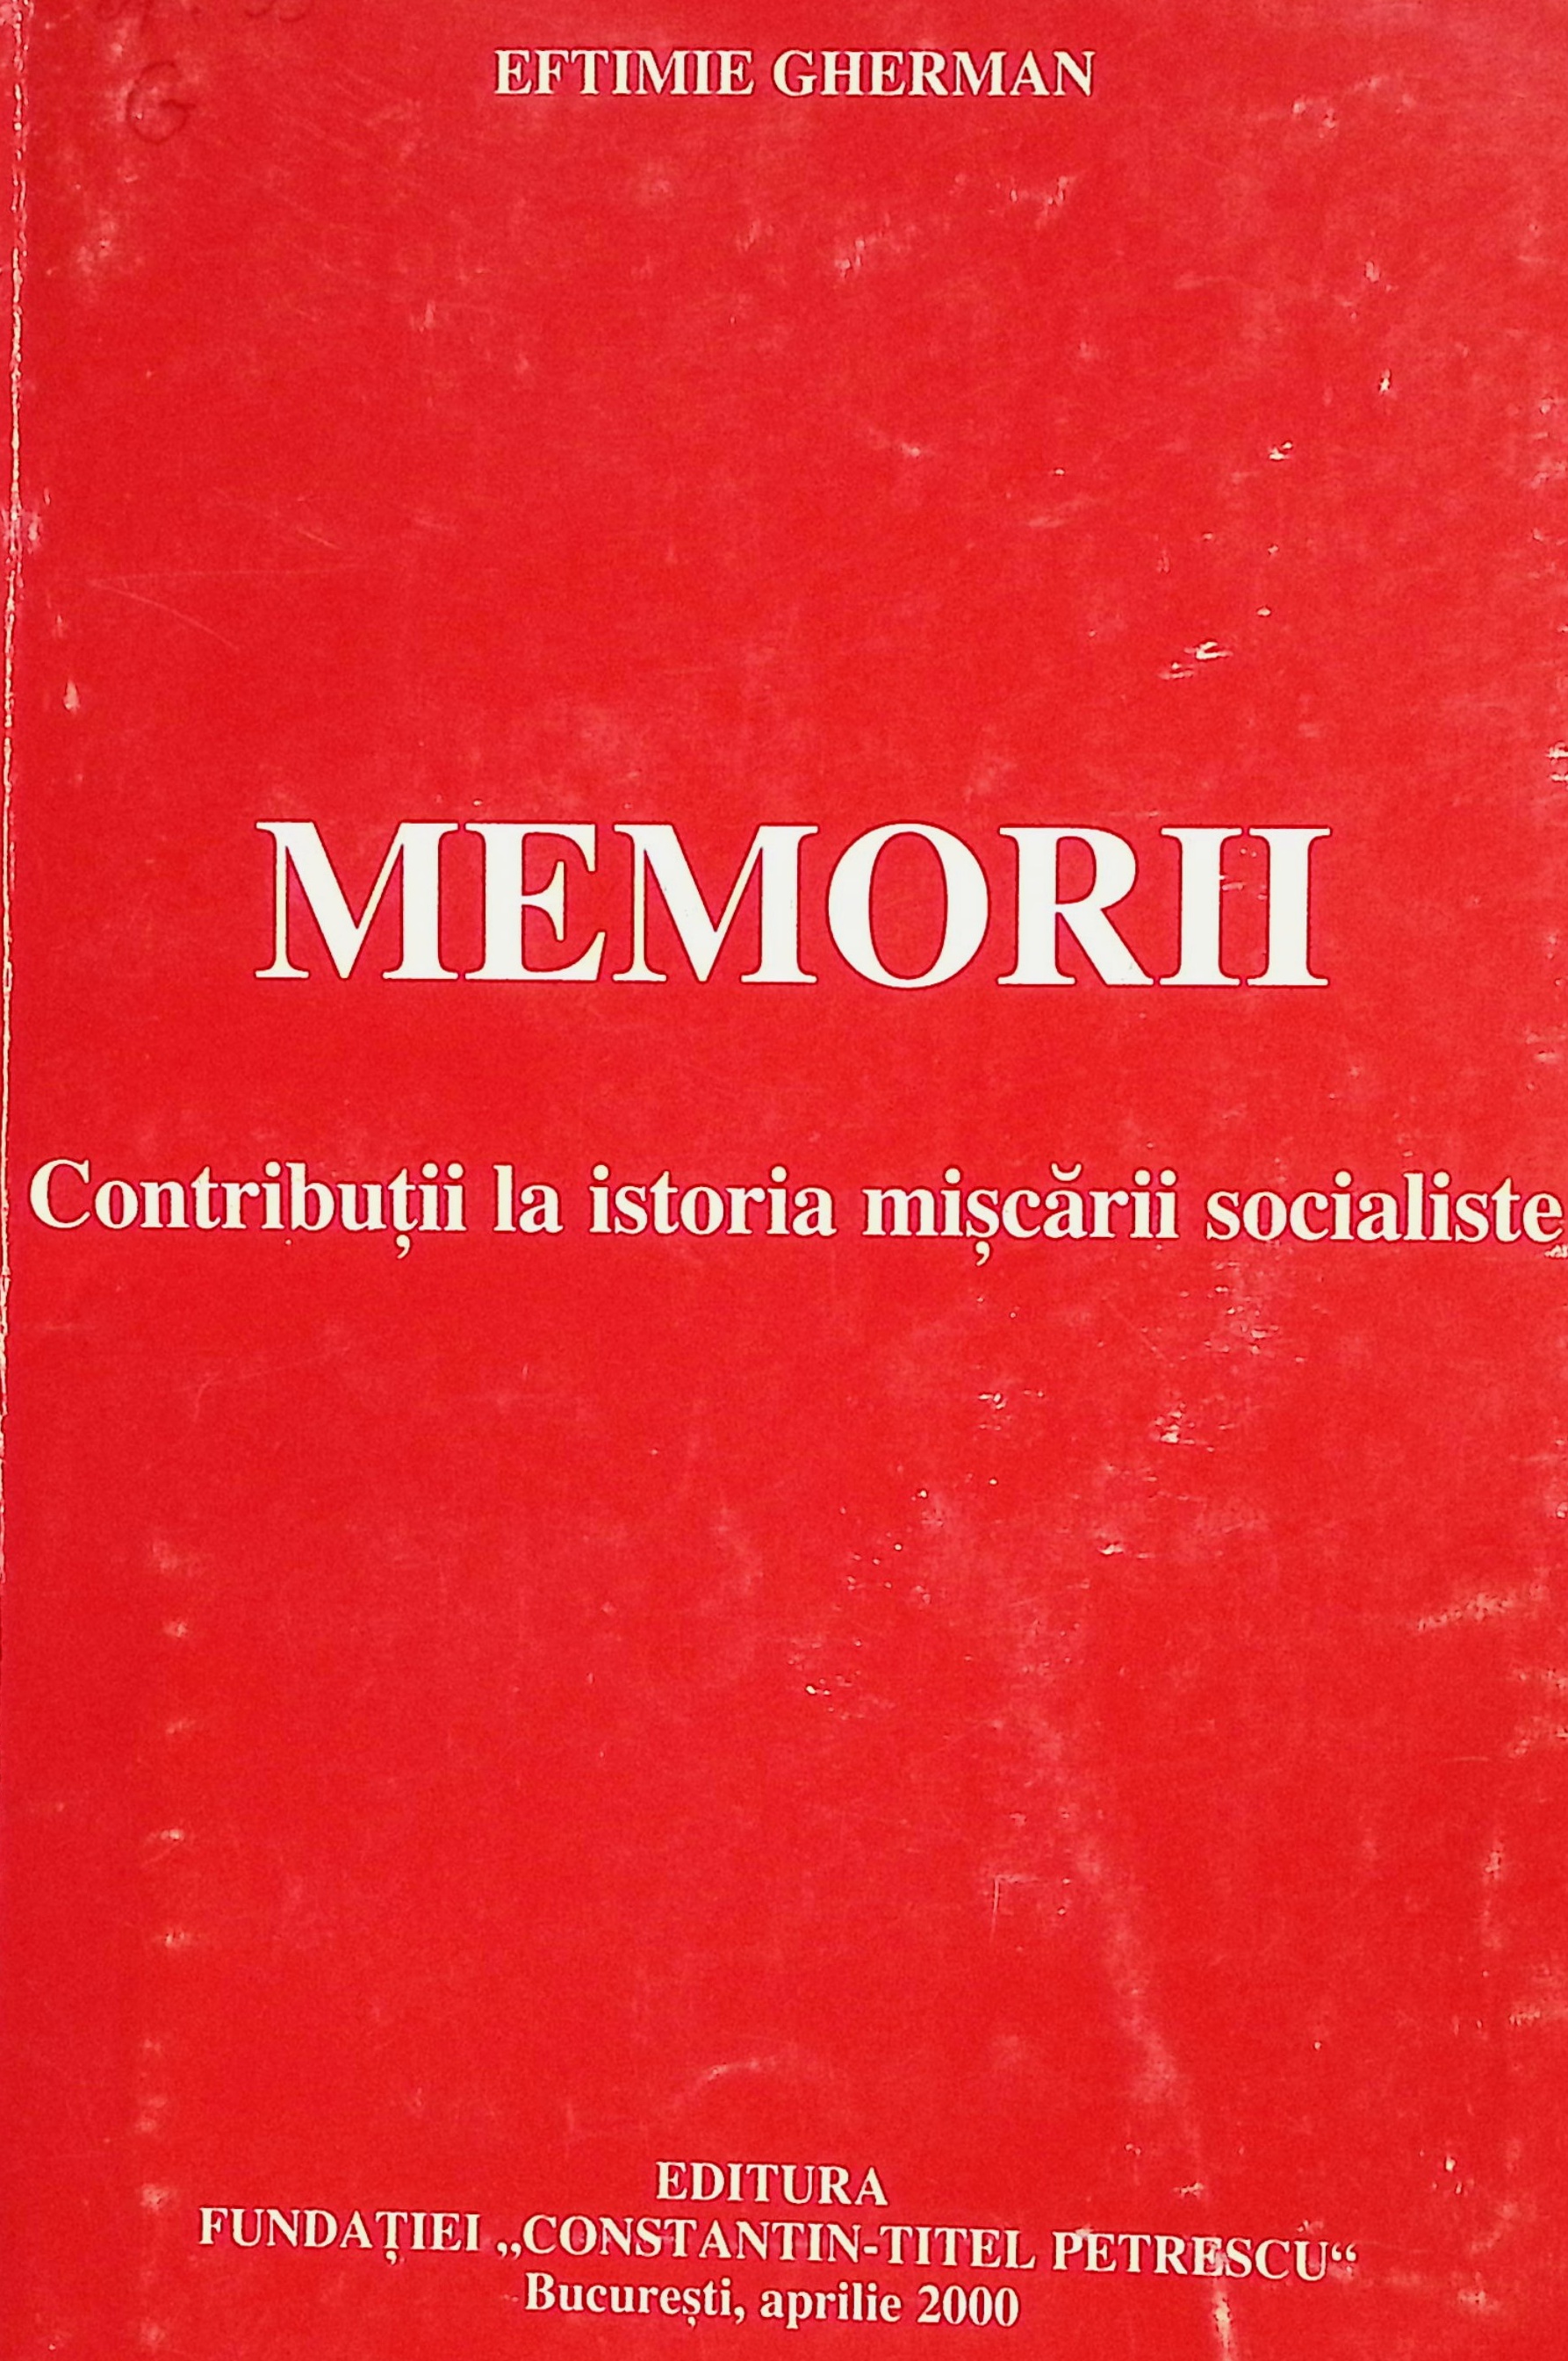 EFTIMIE GHERMAN
MEMORII
Contribuții la istoria mișcării socialiste
EDITURA
FUNDAȚIEI „CONSTANTIN-TITEL PETRESCU“
București, aprilie 2000